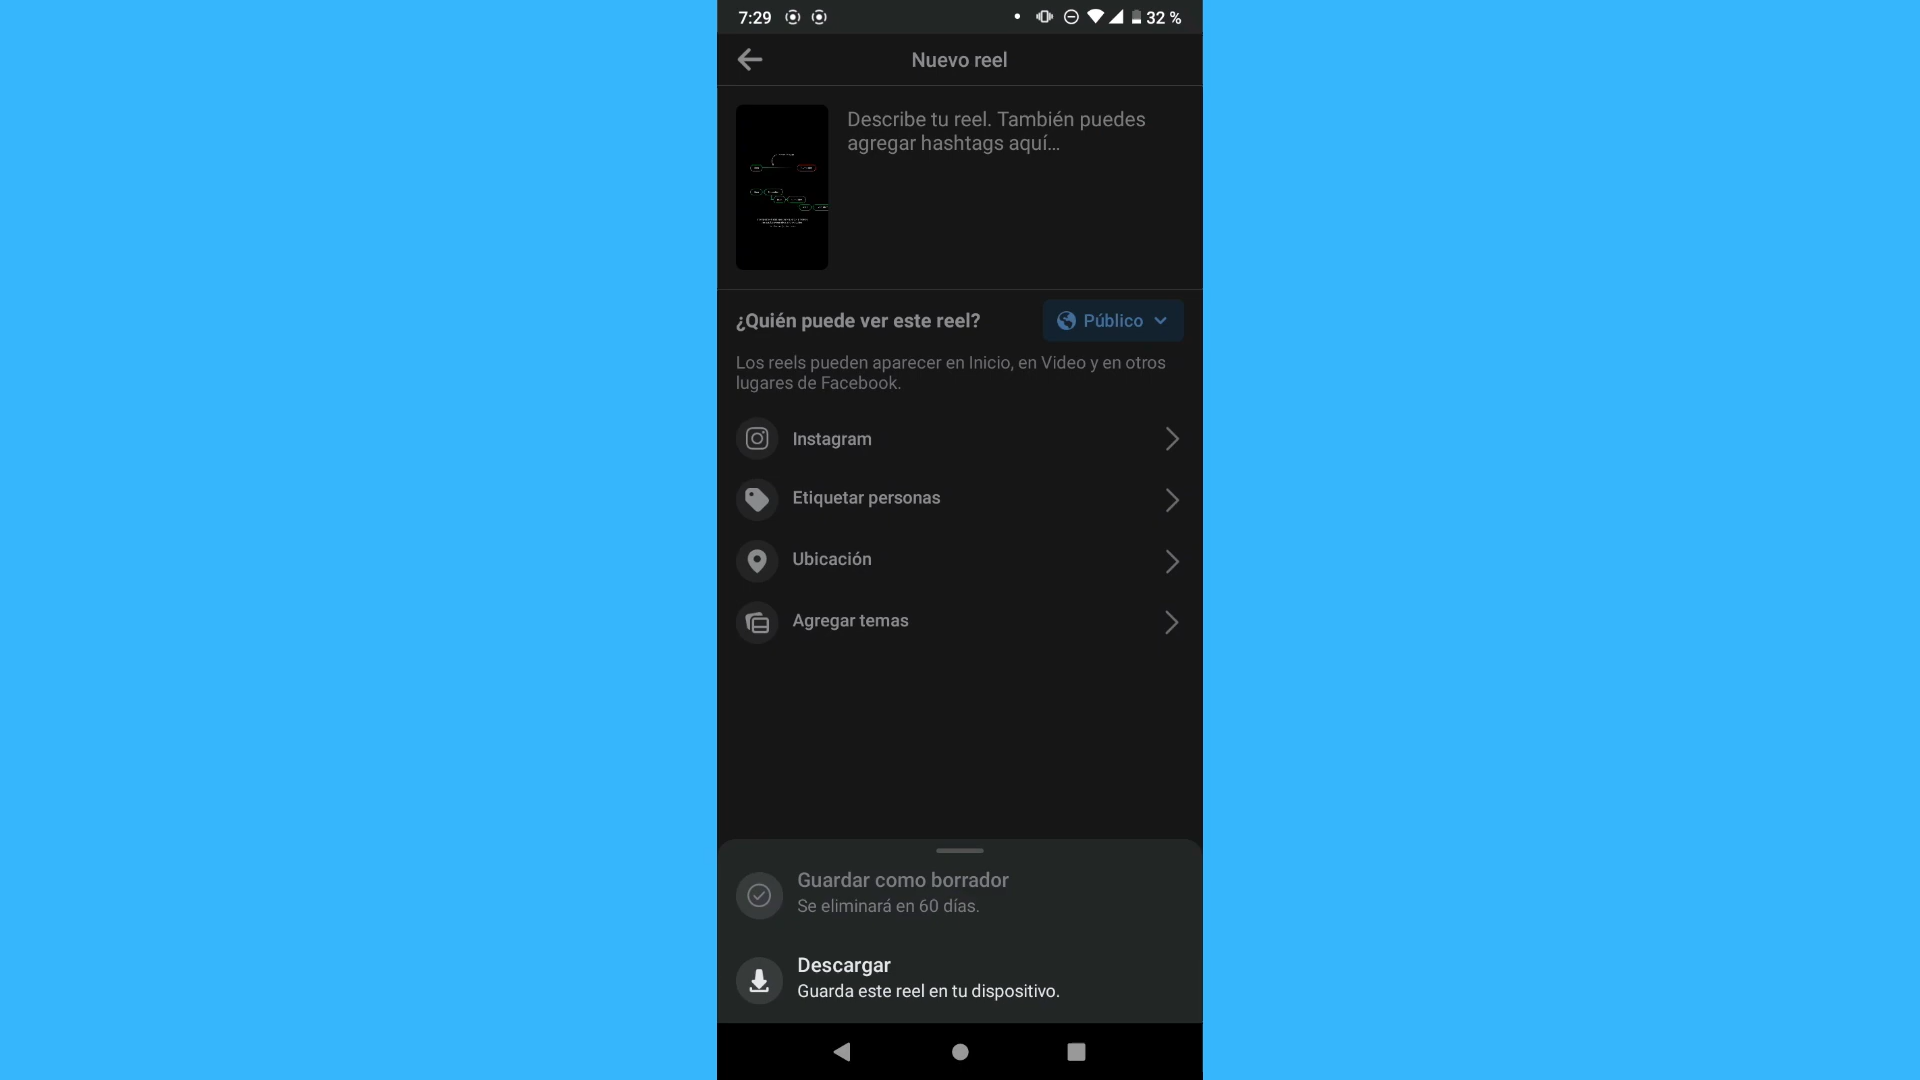 7:29
32 %
Nuevo reel
Describe tu reel. También puedes
agregar hashtags aquí...
¿Quién puede ver este reel?
Público
Los reels pueden aparecer en Inicio, en Video y en otros
lugares de Facebook.
Instagram
Etiquetar personas
Ubicación
Agregar temas
Guardar como borrador
Se eliminará en 60 días.
Descargar
Guarda este reel en tu dispositivo.